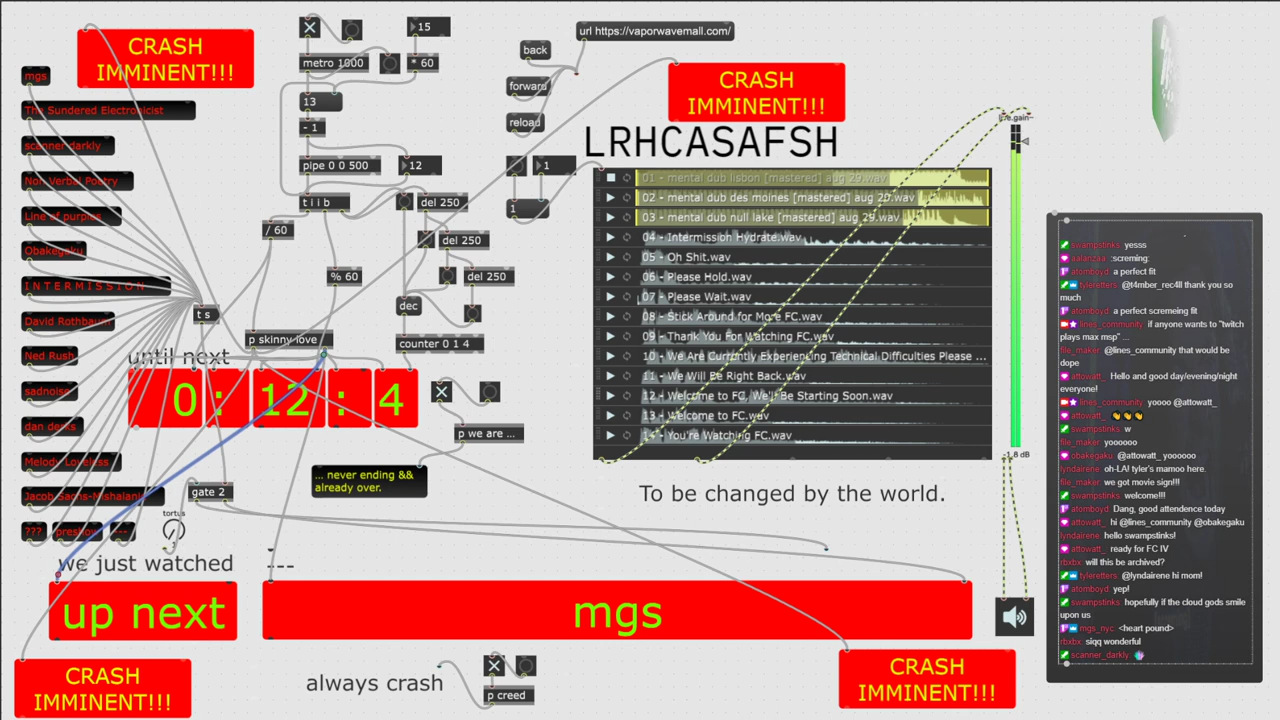 CRASH
IMMINENT!!!
15
url https://vaporwavemall.com/
mgs
metro 1000
* 60
back
forward
reload
CRASH
IMMINENT!!!
The Sundered Electronicist
13
- 1
scanner darkly
pipe 0 0 500
12
1
1
LRHCASAFSH
Non Verbal Poetry
t i i b
del 250
Line of purples
/ 60
del 250
Obakegaku
% 60
del 250
I N T E R M I S S I O N
t s
dec
David Rothbaum
p skinny love
counter 0 1 4
Ned Rush
until next
0 : 12 : 4
sadnoise
dan derks
p we are ...
Melody Loveless
... never ending &&
already over.
Jacob Sachs-Mishalanie
gate 2
???
preshow
---
tortus
01 - mental dub lisbon [mastered] aug 29.wav
02 - mental dub des moines [mastered] aug 29.wav
03 - mental dub null lake [mastered] aug 29.wav
04 - Intermission Hydrate.wav
05 - Oh Shit.wav
06 - Please Hold.wav
07 - Please Wait.wav
08 - Stick Around for More FC.wav
09 - Thank You For Watching FC.wav
10 - We Are Currently Experiencing Technical Difficulties Please ...
11 - We Will Be Right Back.wav
12 - Welcome to FC, We'll Be Starting Soon.wav
13 - Welcome to FC.wav
14 - You're Watching FC.wav
To be changed by the world.
we just watched
---
up next
mgs
CRASH
IMMINENT!!!
always crash
p creed
CRASH
IMMINENT!!!
swampstinks: yesss
aalanzaa: :screming:
atomboyd: a perfect fit
tyleretters: @t4mber_rec4ll thank you so
much
atomboyd: a perfect scremeing fit
lines_community: if anyone wants to "twitch
plays max msp" ...
file_maker: @lines_community that would be
dope
attowatt_: Hello and good day/evening/night
everyone!
lines_community: yoooo @attowatt_
attowatt_: 👏👏👏
swampstinks: w
file_maker: yoooooo
obakegaku: @attowatt_ yoooooo
lyndairene: oh-LA! tyler's mamoo here.
file_maker: we got movie sign!!!
swampstinks: welcome!!!
atomboyd: Dang, good attendence today
attowatt_: hi @lines_community @obakegaku
lyndairene: hello swampstinks!
attowatt_: ready for FC IV
rbxbx: will this be archived?
tyleretters: @lyndairene hi mom!
atomboyd: yep!
swampstinks: hopefully if the cloud gods smile
upon us
mgs_nyc: <heart pound>
rbxbx: siqq wonderful
scanner_darkly: